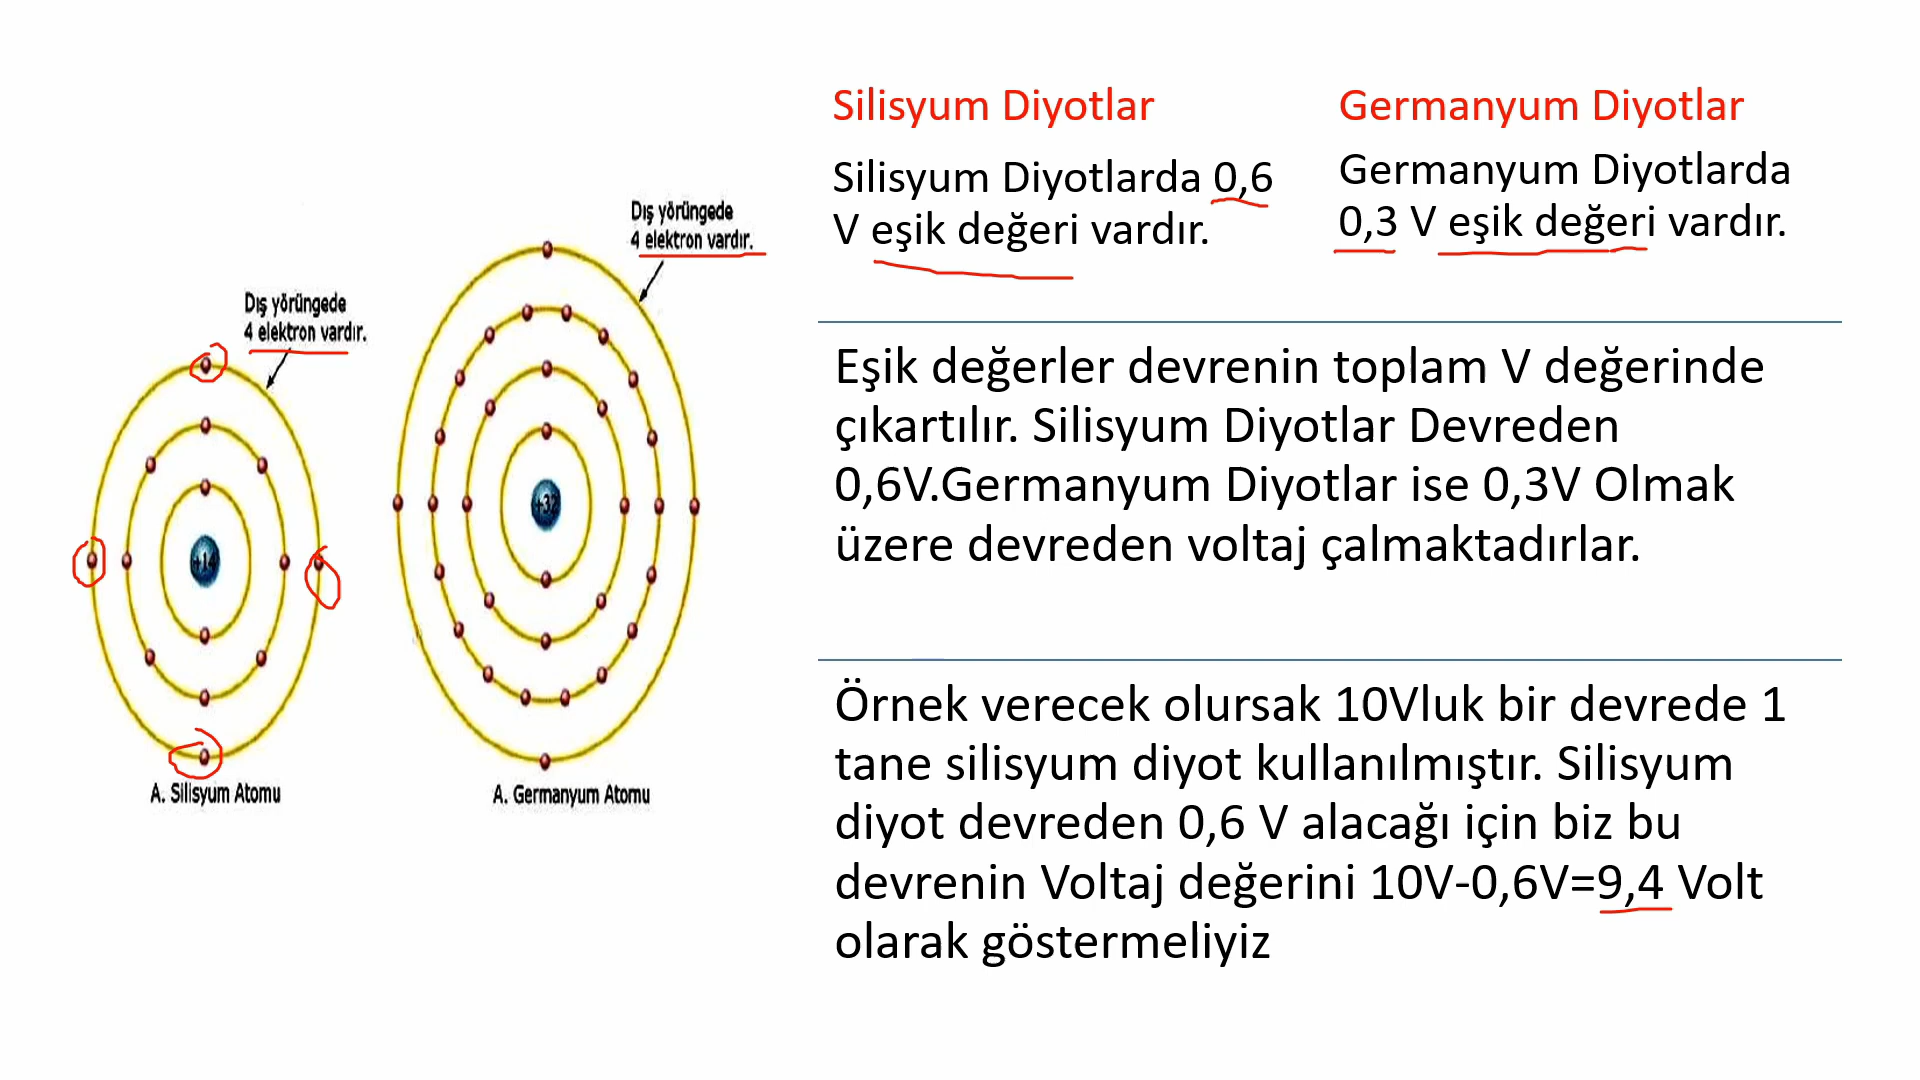 Dış yörüngede
4 elektron vardır.
+14
A. Silisyum Atomu
Dış yörüngede
4 elektron vardır.
+32
A. Germanyum Atomu
Silisyum Diyotlar
Silisyum Diyotlarda 0,6
V eşik değeri vardır.
Germanyum Diyotlar
Germanyum Diyotlarda
0,3 V eşik değeri vardır.
Eşik değerler devrenin toplam V değerinde
çıkartılır. Silisyum Diyotlar Devreden
0,6V.Germanyum Diyotlar ise 0,3V Olmak
üzere devreden voltaj çalmaktadırlar.
Örnek verecek olursak 10Vluk bir devrede 1
tane silisyum diyot kullanılmıştır. Silisyum
diyot devreden 0,6 V alacağı için biz bu
devrenin Voltaj değerini 10V-0,6V=9,4 Volt
olarak göstermeliyiz